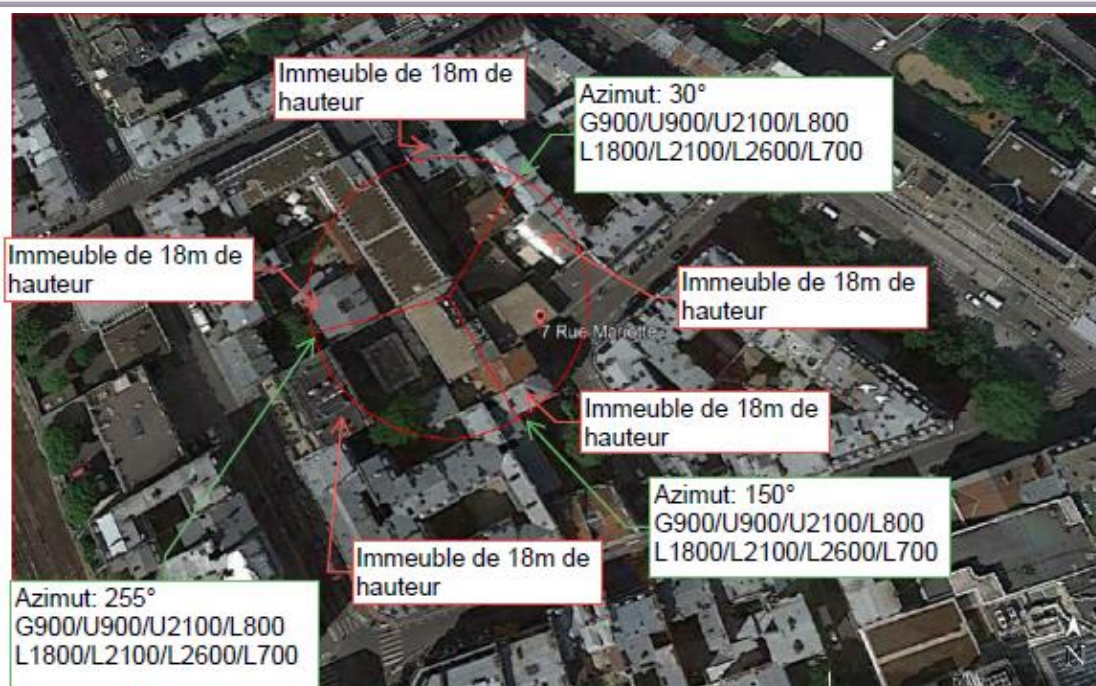 Immeuble de 18m de
hauteur
Azimut: 30°
G900/U900/U2100/L800
L1800/L2100/L2600/L700
Immeuble de 18m de
hauteur
Immeuble de 18m de
hauteur
7 Rue Mariotte
Immeuble de 18m de
hauteur
Azimut: 150°
G900/U900/U2100/L800
L1800/L2100/L2600/L700
Immeuble de 18m de
hauteur
Azimut: 255°
G900/U900/U2100/L800
L1800/L2100/L2600/L700
N